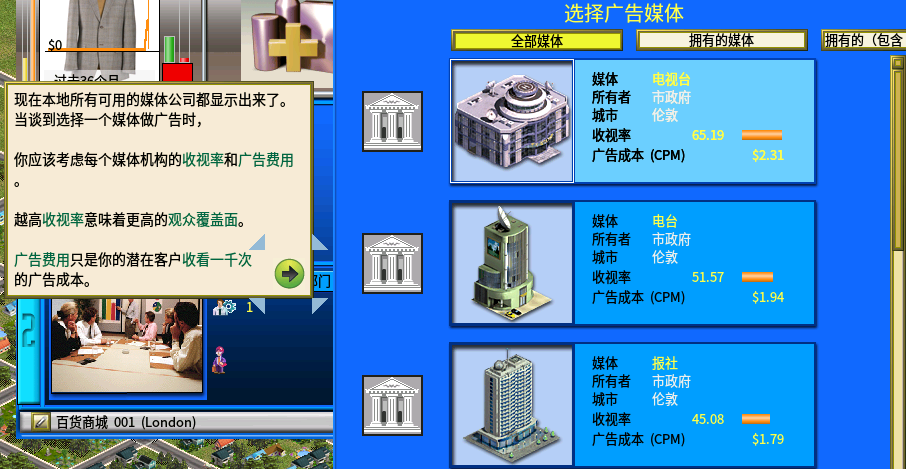 选择广告媒体
全部媒体
拥有的媒体
拥有的（包含
$0
过去36个月
现在本地所有可用的媒体公司都显示出来了。
当谈到选择一个媒体做广告时，
你应该考虑每个媒体机构的收视率和广告费用
。
越高收视率意味着更高的观众覆盖面。
广告费用只是你的潜在客户收看一千次
的广告成本。
部门
1
2
百货商城 001 (London)
媒体 电视台
所有者 市政府
城市 伦敦
收视率 65.19
广告成本 (CPM) $2.31
媒体 电台
所有者 市政府
城市 伦敦
收视率 51.57
广告成本 (CPM) $1.94
媒体 报社
所有者 市政府
城市 伦敦
收视率 45.08
广告成本 (CPM) $1.79